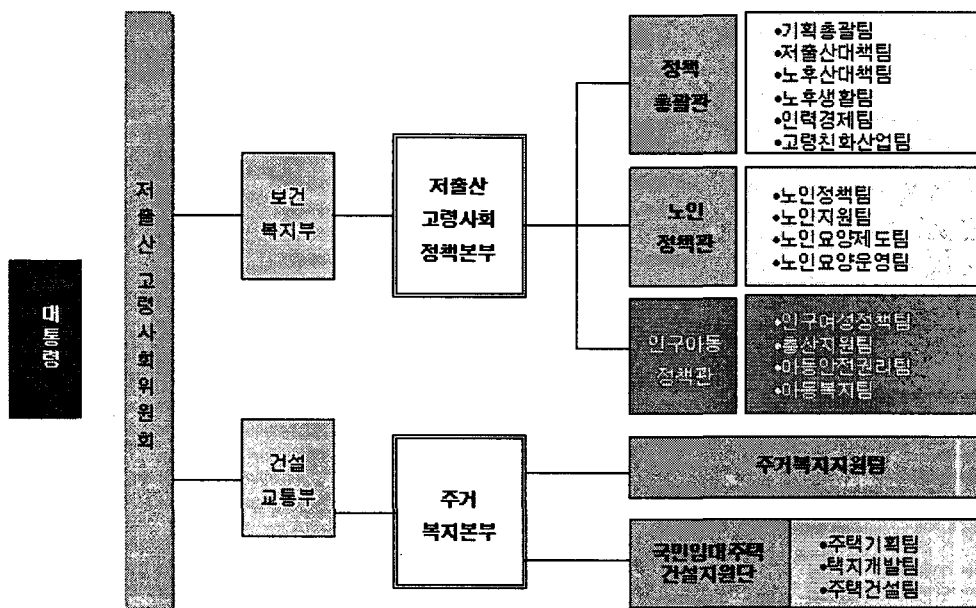 대통령
저출산 고령사회위원회
보건
복지부
저출산
고령사회
정책본부
정책
총괄관
•기획총괄팀
•저출산대책팀
•노후산대책팀
•노후생활팀
•인력경제팀
•고령친화산업팀
노인
정책관
•노인정책팀
•노인지원팀
•노인요양제도팀
•노인요양운영팀
인구아동
정책관
•인구여성정책팀
•출산지원팀
•아동안전권리팀
•아동복지팀
건설
교통부
주거
복지본부
주거복지지원팀
국민임대주택
건설지원단
•주택기획팀
•택지개발팀
•주택건설팀